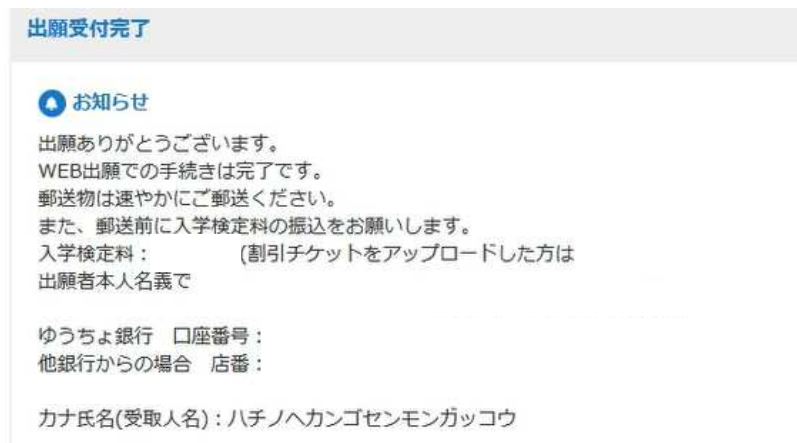 出願受付完了
お知らせ
出願ありがとうございます。
WEB出願での手続きは完了です。
郵送物は速やかにご郵送ください。
また、郵送前に入学検定料の振込をお願いします。
入学検定料： (割引チケットをアップロードした方は
出願者本人名義で
ゆうちょ銀行　口座番号：
他銀行からの場合　店番：
カナ氏名(受取人名)：ハチノヘカンゴセンモンガッコウ